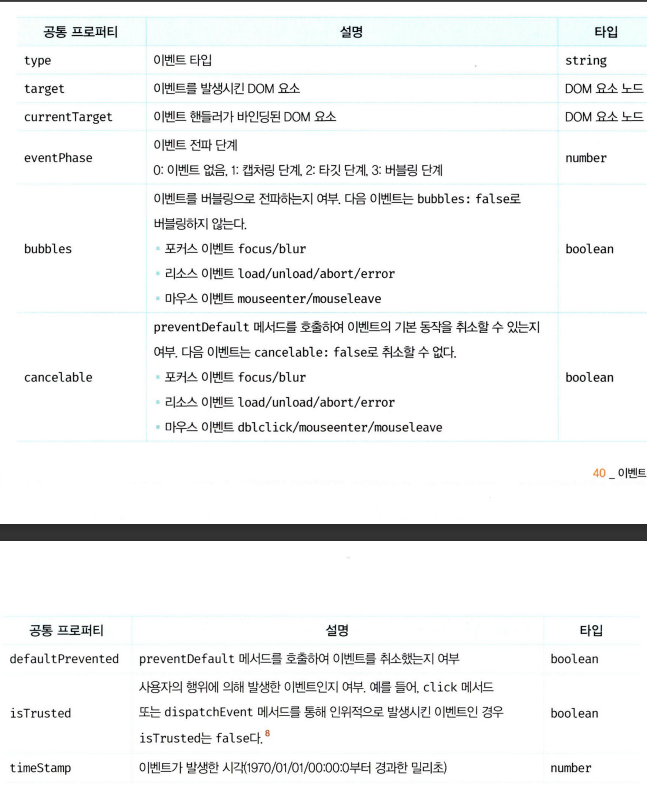 공통 프로퍼티 설명 타입
type 이벤트 타입 string
target 이벤트를 발생시킨 DOM 요소 DOM 요소 노드
currentTarget 이벤트 핸들러가 바인딩된 DOM 요소 DOM 요소 노드
eventPhase 이벤트 전파 단계 number
0: 이벤트 없음, 1: 캡처링 단계, 2: 타깃 단계, 3: 버블링 단계
이벤트를 버블링으로 전파하는지 여부. 다음 이벤트는 bubbles: false로
버블링하지 않는다.
bubbles • 포커스 이벤트 focus/blur boolean
• 리소스 이벤트 load/unload/abort/error
• 마우스 이벤트 mouseenter/mouseleave
preventDefault 메서드를 호출하여 이벤트의 기본 동작을 취소할 수 있는지
여부. 다음 이벤트는 cancelable: false로 취소할 수 없다.
cancelable • 포커스 이벤트 focus/blur boolean
• 리소스 이벤트 load/unload/abort/error
• 마우스 이벤트 dblclick/mouseenter/mouseleave
40 _ 이벤트
공통 프로퍼티 설명 타입
defaultPrevented preventDefault 메서드를 호출하여 이벤트를 취소했는지 여부 boolean
사용자의 행위에 의해 발생한 이벤트인지 여부. 예를 들어, click 메서드
isTrusted 또는 dispatchEvent 메서드를 통해 인위적으로 발생시킨 이벤트인 경우 boolean
isTrusted는 false다.8
timeStamp 이벤트가 발생한 시각(1970/01/01/00:00:0부터 경과한 밀리초) number